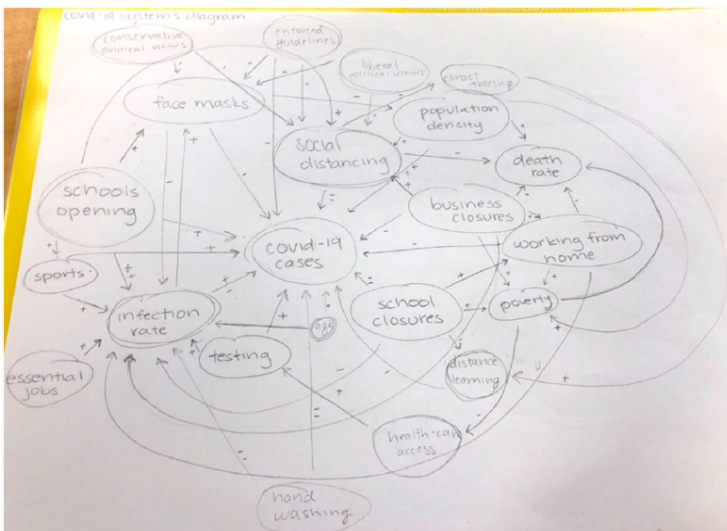 covid-19 systems diagram
conservative
political views
enforced
guidelines
liberal
political views
contact
tracing
face masks
population
density
social
distancing
death
rate
schools
opening
business
closures
covid-19
cases
working from
home
sports
infection
rate
age
school
closures
poverty
testing
distance
learning
essential
jobs
health-care
access
hand
washing